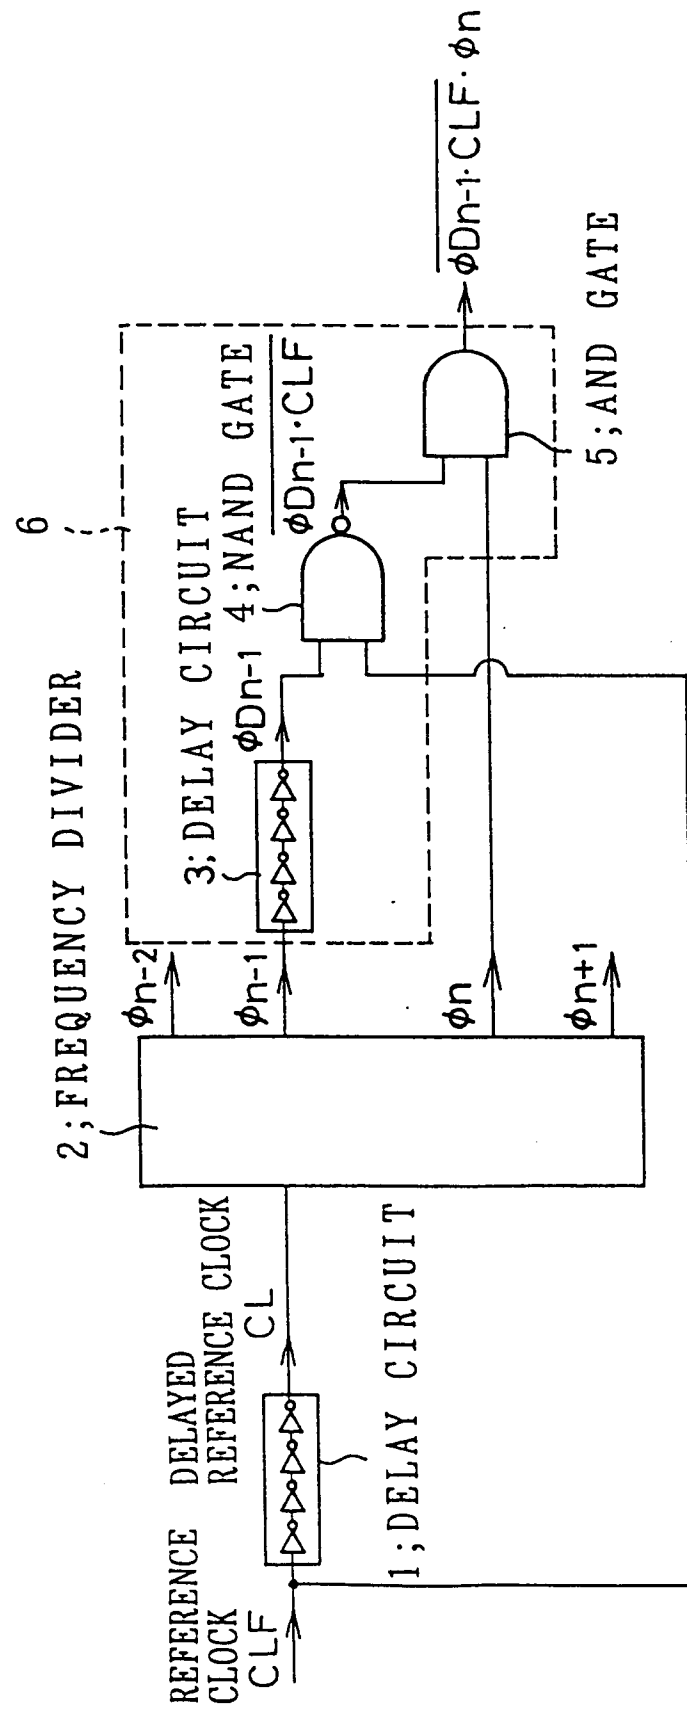 REFERENCE
CLOCK
CLF
DELAYED
REFERENCE CLOCK
CL
1;DELAY CIRCUIT
2;FREQUENCY DIVIDER
ϕn-2
ϕn-1
ϕn
ϕn+1
6
3;DELAY CIRCUIT
ϕDn-1
4;NAND GATE
ϕDn-1·CLF
5;AND GATE
ϕDn-1·CLF·ϕn